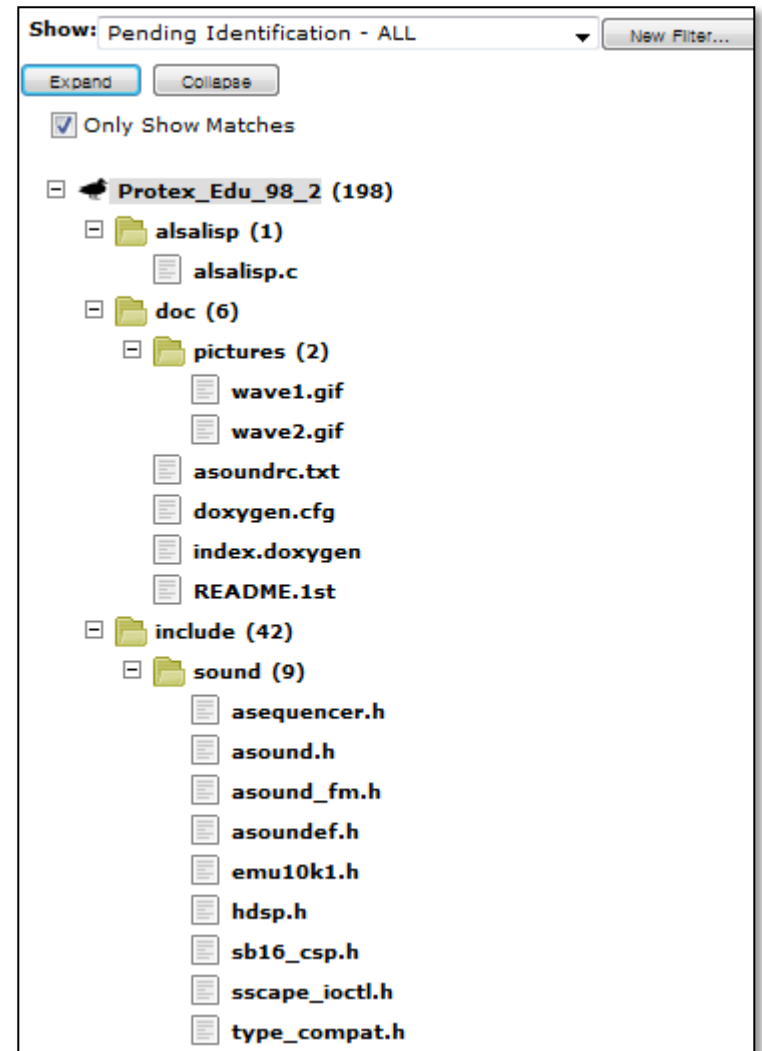 Show: Pending Identification - ALL New Filter...
Expand Collapse
Only Show Matches
Protex_Edu_98_2 (198)
alsalisp (1)
alsalisp.c
doc (6)
pictures (2)
wave1.gif
wave2.gif
asoundrc.txt
doxygen.cfg
index.doxygen
README.1st
include (42)
sound (9)
asequencer.h
asound.h
asound_fm.h
asoundef.h
emu10k1.h
hdsp.h
sb16_csp.h
sscape_ioctl.h
type_compat.h